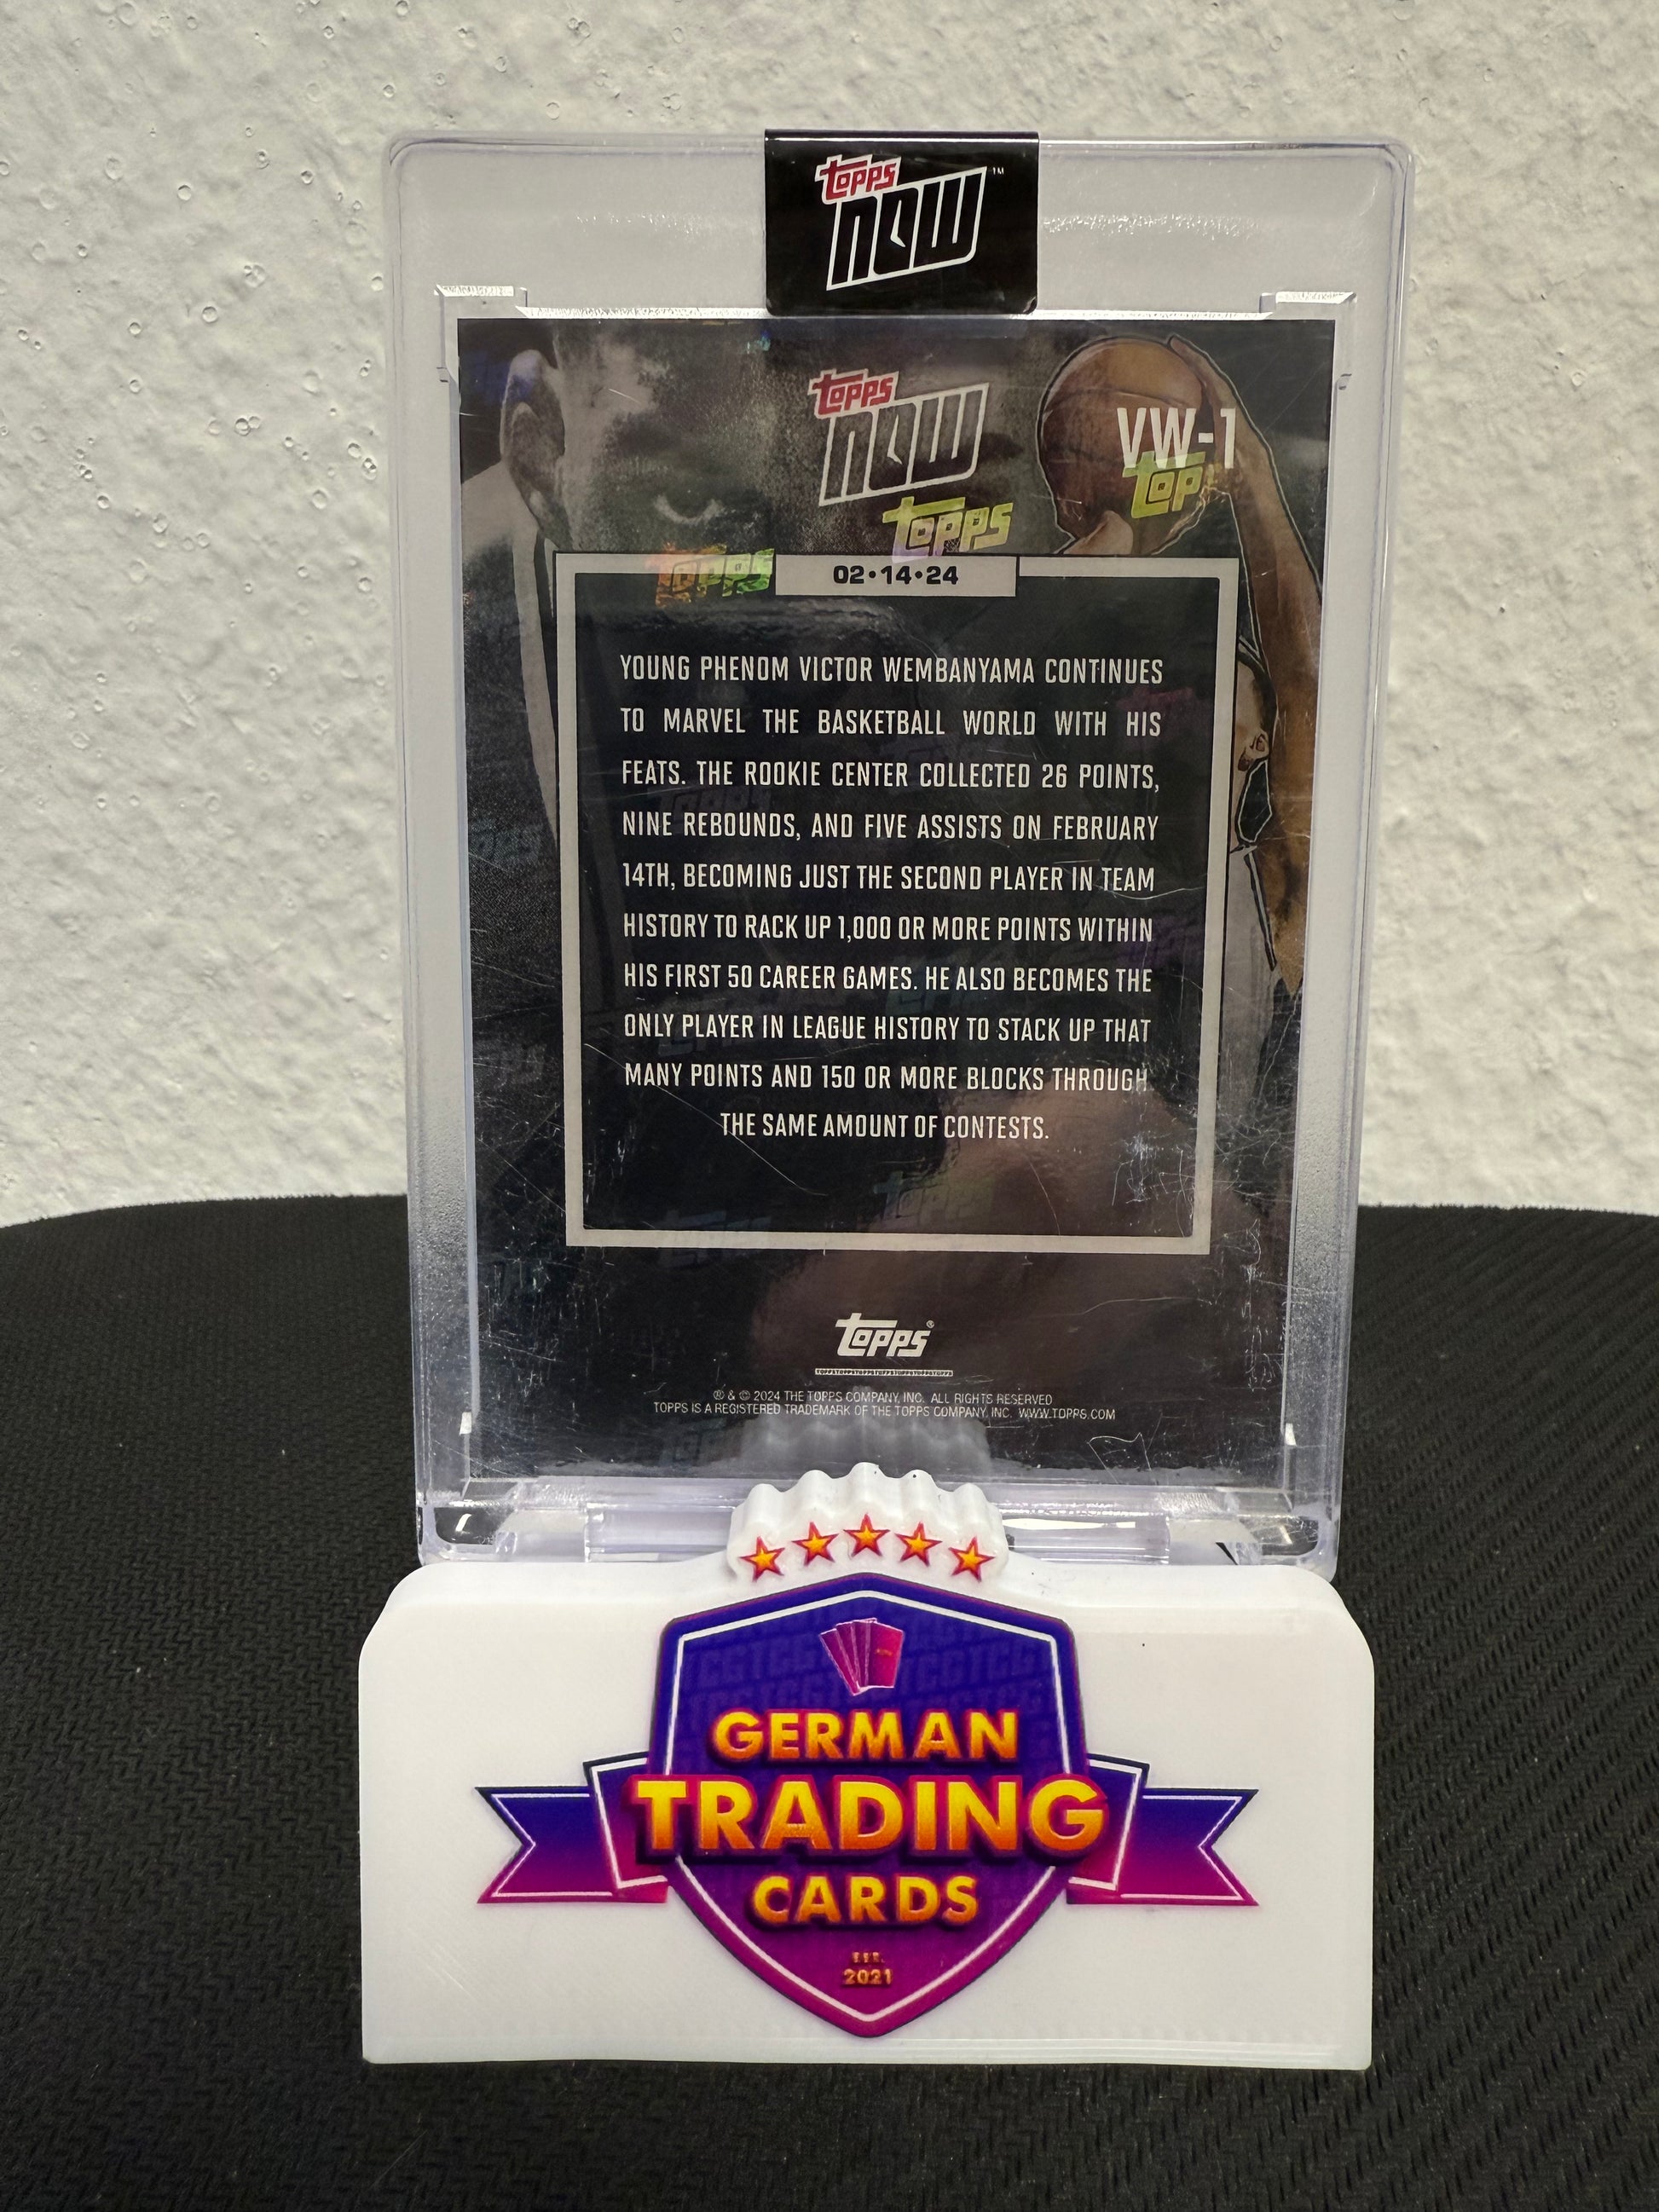 topps
now™
topps
now
VW-1
topps
top
topps
02•14•24
YOUNG PHENOM VICTOR WEMBANYAMA CONTINUES
TO MARVEL THE BASKETBALL WORLD WITH HIS
FEATS. THE ROOKIE CENTER COLLECTED 26 POINTS,
NINE REBOUNDS, AND FIVE ASSISTS ON FEBRUARY
14TH, BECOMING JUST THE SECOND PLAYER IN TEAM
HISTORY TO RACK UP 1,000 OR MORE POINTS WITHIN
HIS FIRST 50 CAREER GAMES. HE ALSO BECOMES THE
ONLY PLAYER IN LEAGUE HISTORY TO STACK UP THAT
MANY POINTS AND 150 OR MORE BLOCKS THROUGH
THE SAME AMOUNT OF CONTESTS.
topps®
® & © 2024 THE TOPPS COMPANY, INC. ALL RIGHTS RESERVED
TOPPS IS A REGISTERED TRADEMARK OF THE TOPPS COMPANY, INC. WWW.TOPPS.COM
GERMAN
TRADING
CARDS
EST.
2021